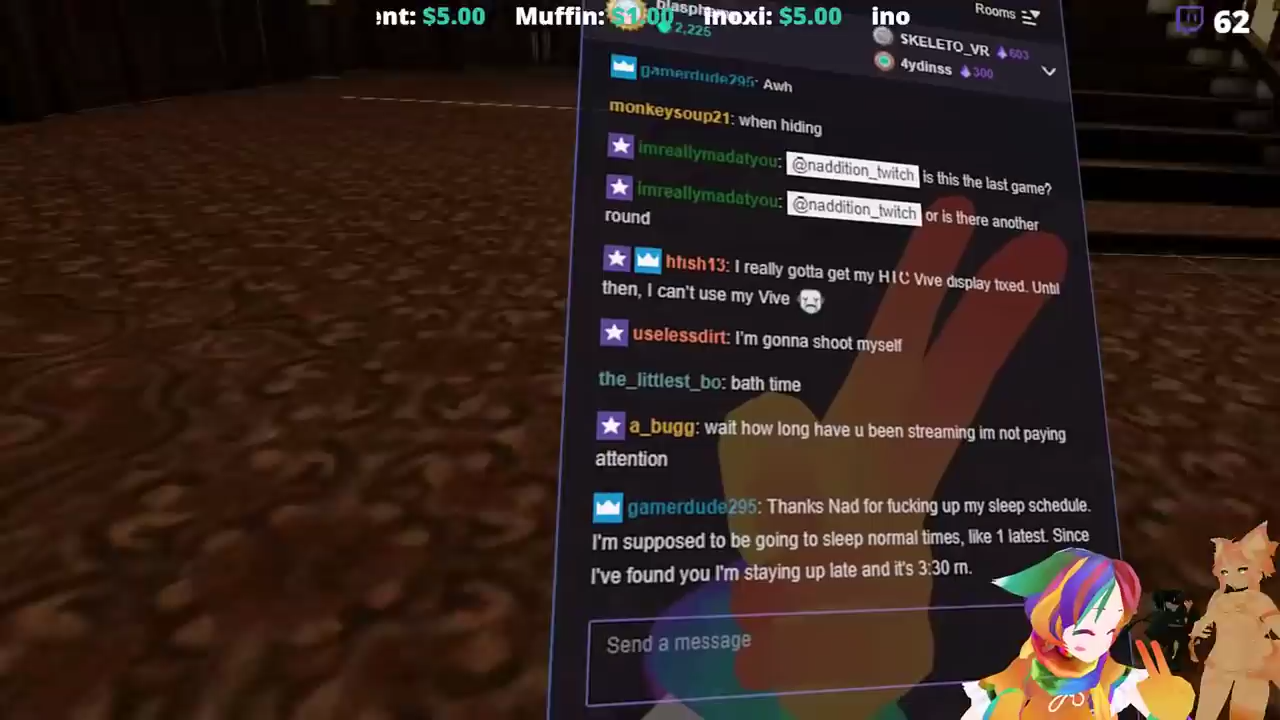 ent: $5.00 Muffin: $1.00 Inoxi: $5.00 ino
62
Rooms
2,225
SKELETO_VR 603
4ydinss 300
gamerdude295: Awh
monkeysoup21: when hiding
imreallymadatyou: @naddition_twitch is this the last game?
imreallymadatyou: @naddition_twitch or is there another
round
hfish13: I really gotta get my HTC Vive display fixed. Until
then, I can't use my Vive
uselessdirt: I'm gonna shoot myself
the_littlest_bo: bath time
a_bugg: wait how long have u been streaming im not paying
attention
gamerdude295: Thanks Nad for fucking up my sleep schedule.
I'm supposed to be going to sleep normal times, like 1 latest. Since
I've found you I'm staying up late and it's 3:30 rn.
Send a message